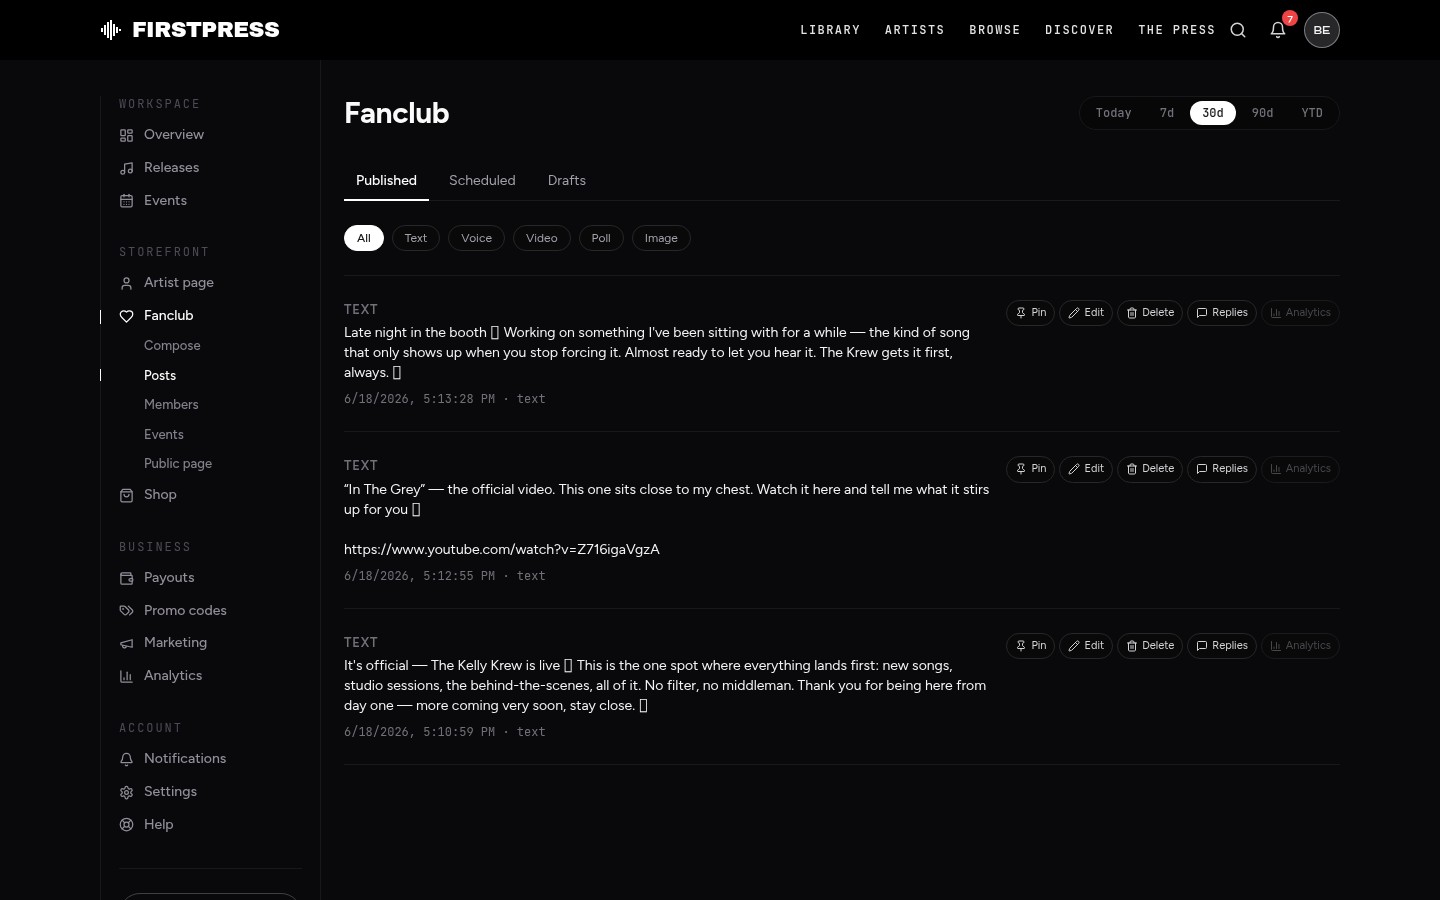 FIRSTPRESS
LIBRARY ARTISTS BROWSE DISCOVER THE PRESS
7
BE
WORKSPACE
Overview
Releases
Events
STOREFRONT
Artist page
Fanclub
Compose
Posts
Members
Events
Public page
Shop
BUSINESS
Payouts
Promo codes
Marketing
Analytics
ACCOUNT
Notifications
Settings
Help
Fanclub
Today 7d 30d 90d YTD
Published Scheduled Drafts
All Text Voice Video Poll Image
TEXT
Pin Edit Delete Replies Analytics
Late night in the booth ▯ Working on something I've been sitting with for a while — the kind of song
that only shows up when you stop forcing it. Almost ready to let you hear it. The Krew gets it first,
always. ▯
6/18/2026, 5:13:28 PM · text
TEXT
Pin Edit Delete Replies Analytics
“In The Grey” — the official video. This one sits close to my chest. Watch it here and tell me what it stirs
up for you ▯
https://www.youtube.com/watch?v=Z716igaVgzA
6/18/2026, 5:12:55 PM · text
TEXT
Pin Edit Delete Replies Analytics
It's official — The Kelly Krew is live ▯ This is the one spot where everything lands first: new songs,
studio sessions, the behind-the-scenes, all of it. No filter, no middleman. Thank you for being here from
day one — more coming very soon, stay close. ▯
6/18/2026, 5:10:59 PM · text